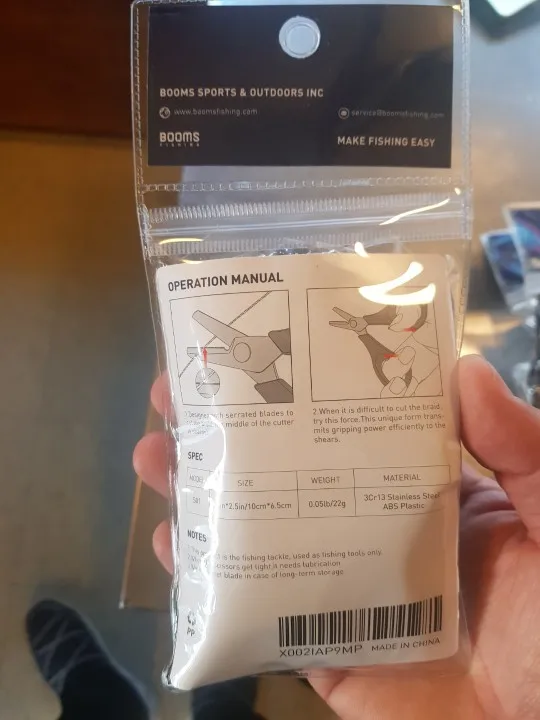 BOOMS SPORTS & OUTDOORS INC
www.boomsfishing.com
service@boomsfishing.com
BOOMS
FISHING
MAKE FISHING EASY
OPERATION MANUAL
serrated blades to
middle of the cutter
2.When it is difficult to cut the braid,
try this force.This unique form trans-
mits gripping power efficiently to the
shears.
SPEC
SIZE WEIGHT MATERIAL
*2.5in/10cm*6.5cm 0.05lb/22g 3Cr13 Stainless Steel
ABS Plastic
NOTES
is the fishing tackle, used as fishing tools only.
scissors get tight,it needs lubrication
blade in case of long-term storage
PP
X002IAP9MP MADE IN CHINA